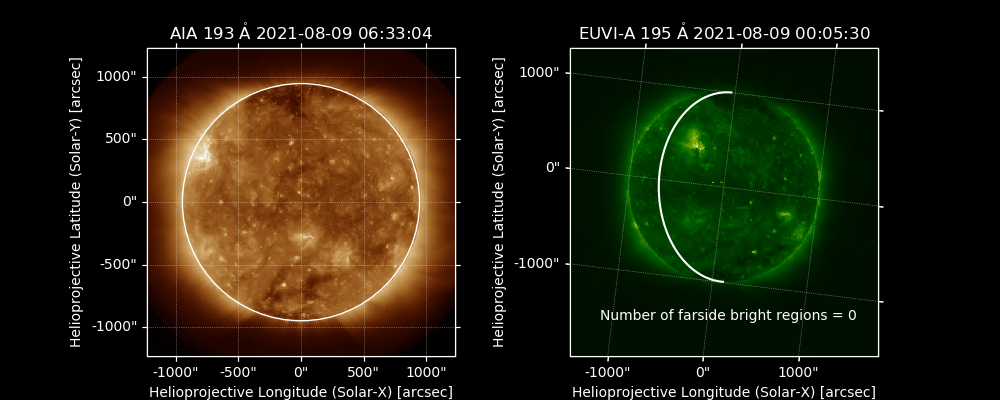 AIA 193 Å 2021-08-09 06:33:04
Helioprojective Latitude (Solar-Y) [arcsec]
1000"
500"
0"
-500"
-1000"
-1000"  -500"  0"  500"  1000"
Helioprojective Longitude (Solar-X) [arcsec]
EUVI-A 195 Å 2021-08-09 00:05:30
Helioprojective Latitude (Solar-Y) [arcsec]
1000"
0"
-1000"
Number of farside bright regions = 0
-1000"  0"  1000"
Helioprojective Longitude (Solar-X) [arcsec]